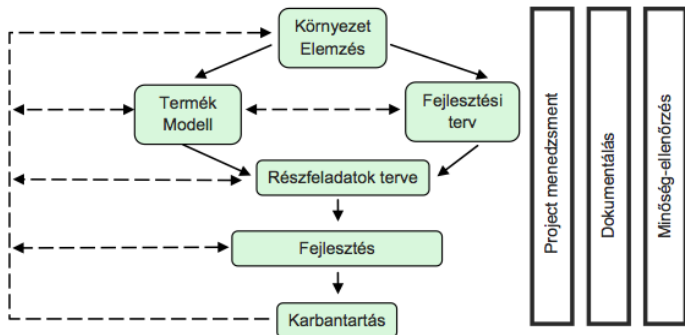 Környezet
Elemzés
Termék
Modell
Fejlesztési
terv
Részfeladatok terve
Fejlesztés
Karbantartás
Project menedzsment
Dokumentálás
Minőség-ellenőrzés